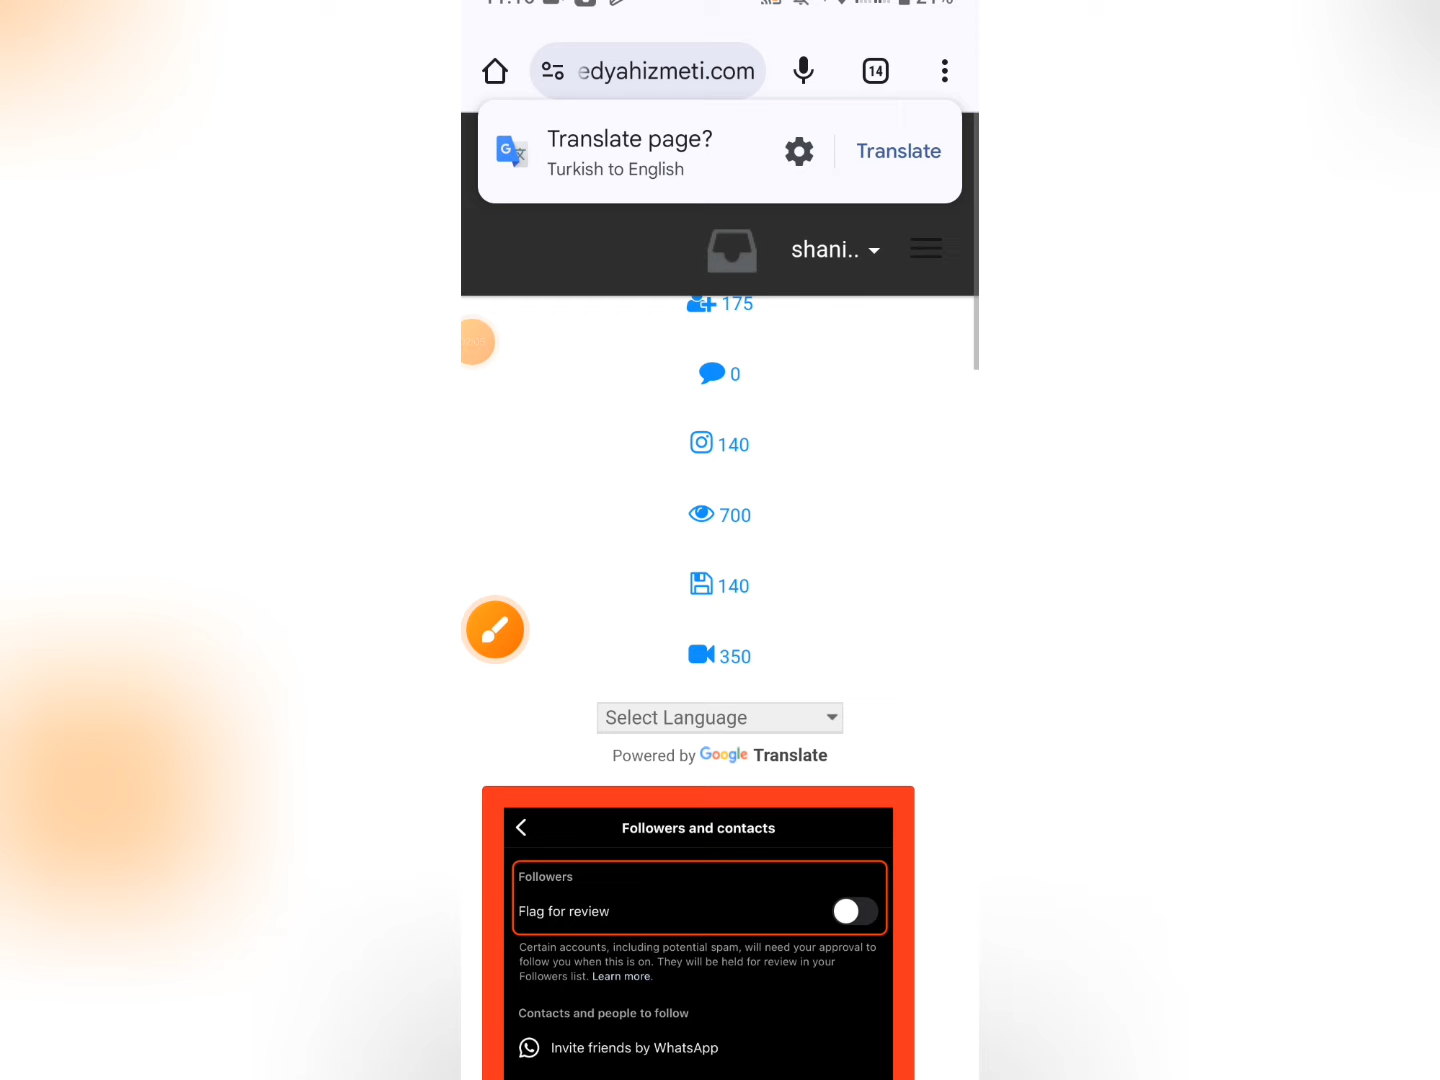 edyahizmeti.com
14
Translate page?
Turkish to English
Translate
shani..
175
0
140
700
140
350
Select Language
Powered by Google Translate
Followers and contacts
Followers
Flag for review
Certain accounts, including potential spam, will need your approval to
follow you when this is on. They will be held for review in your
Followers list. Learn more.
Contacts and people to follow
Invite friends by WhatsApp